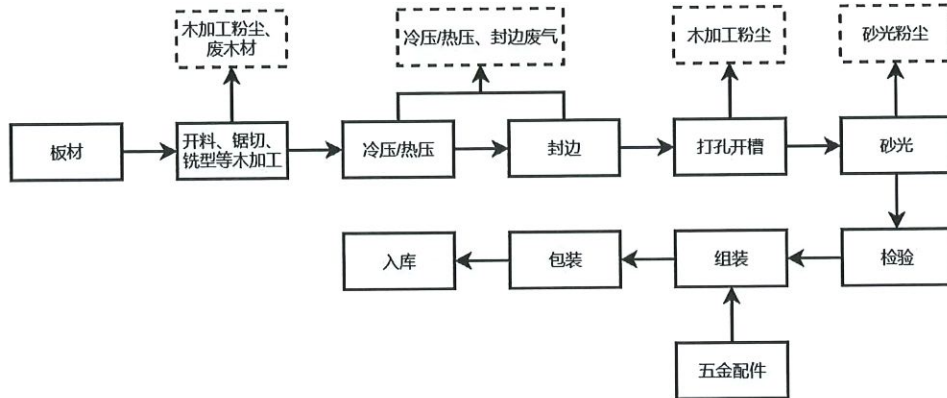 木加工粉尘、
废木材
冷压/热压、封边废气
木加工粉尘
砂光粉尘
板材
开料、锯切、
铣型等木加工
冷压/热压
封边
打孔开槽
砂光
入库
包装
组装
检验
五金配件